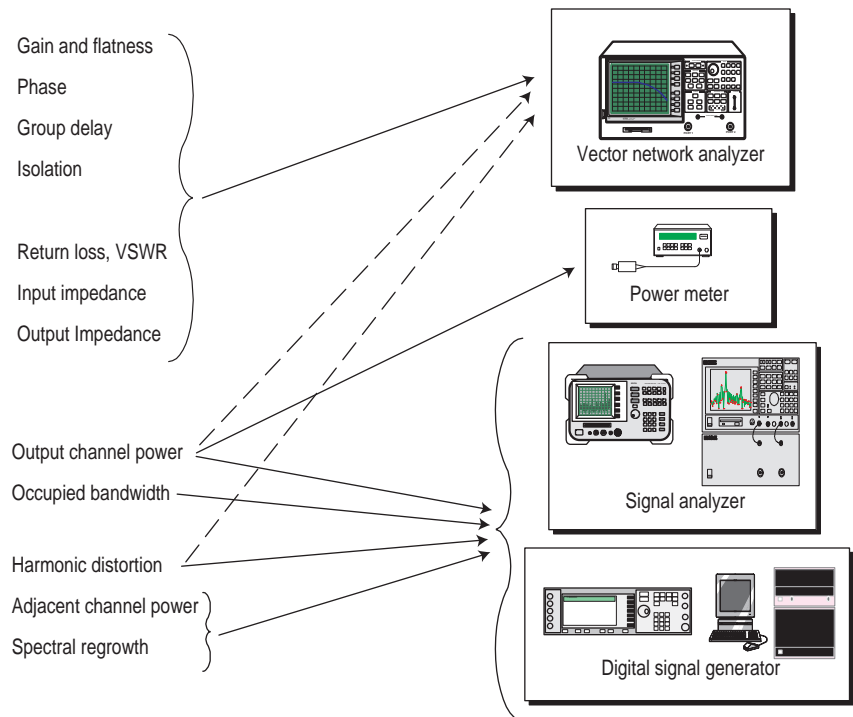 Gain and flatness
Phase
Group delay
Isolation
Return loss, VSWR
Input impedance
Output Impedance
Output channel power
Occupied bandwidth
Harmonic distortion
Adjacent channel power
Spectral regrowth
Vector network analyzer
Power meter
Signal analyzer
Digital signal generator